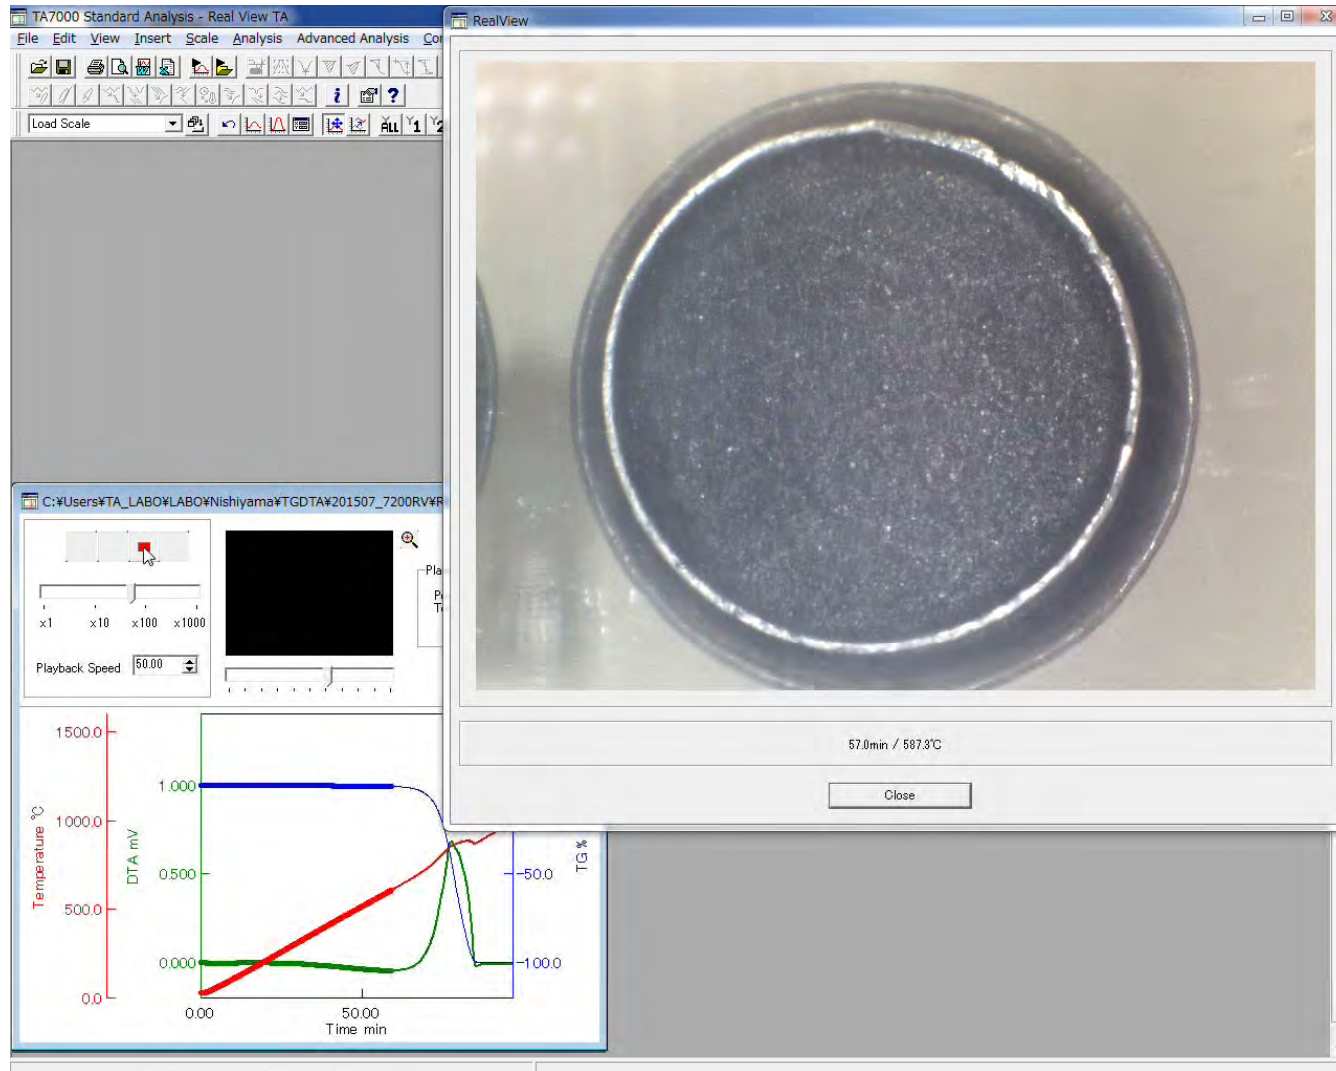 TA7000 Standard Analysis - Real View TA
File Edit View Insert Scale Analysis Advanced Analysis
Load Scale
ALL Y1
RealView
57.0min / 587.3℃
Close
C:¥Users¥TA_LABO¥LABO¥Nishiyama¥TGDTA¥201507_7200RV¥R
x1 x10 x100 x1000
Playback Speed 50.00
Temperature ℃
1500.0
1000.0
500.0
0.0
DTA mV
1.000
0.500
0.000
TG %
-50.0
-100.0
0.00 50.00
Time min